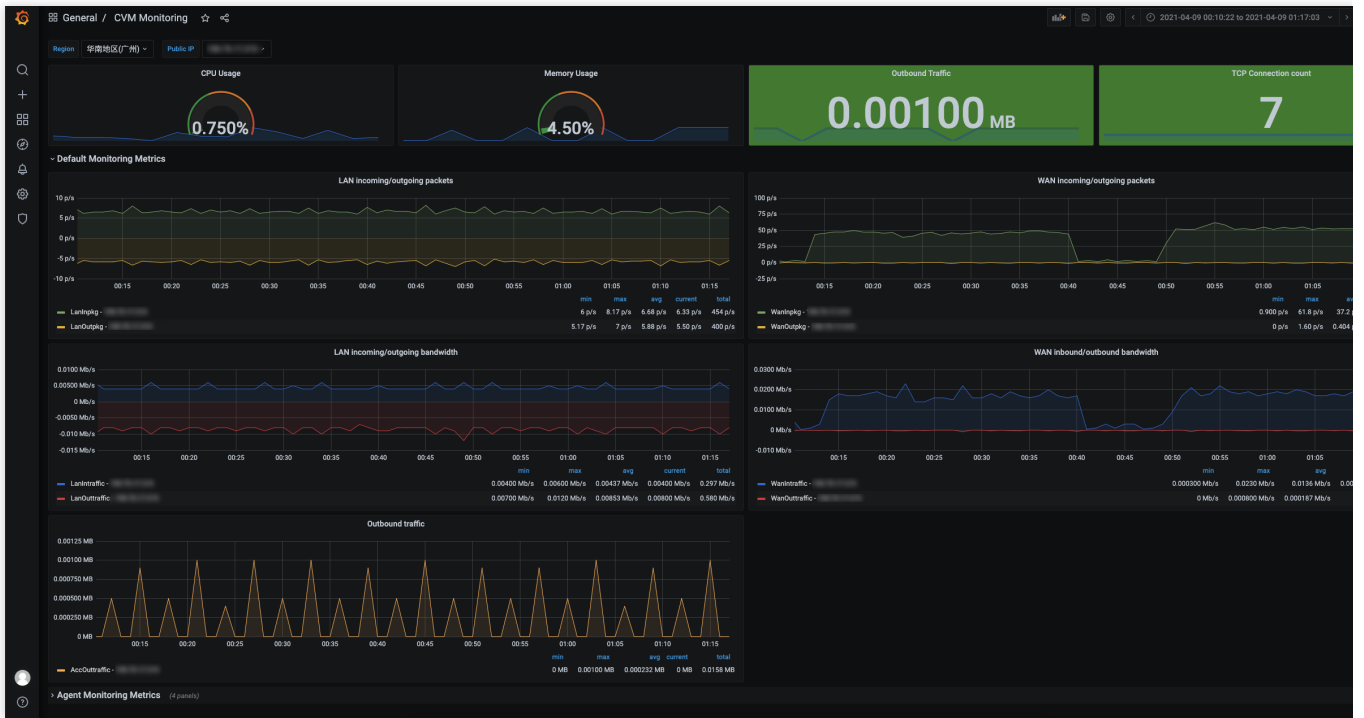 General / CVM Monitoring
2021-04-09 00:10:22 to 2021-04-09 01:17:03
Region 华南地区(广州) Public IP
CPU Usage
0.750%
Memory Usage
4.50%
Outbound Traffic
0.00100 MB
TCP Connection count
7
Default Monitoring Metrics
LAN incoming/outgoing packets
10 p/s
5 p/s
0 p/s
-5 p/s
-10 p/s
00:15 00:20 00:25 00:30 00:35 00:40 00:45 00:50 00:55 01:00 01:05 01:10 01:15
min max avg current total
LanInpkg - 6 p/s 8.17 p/s 6.68 p/s 6.33 p/s 454 p/s
LanOutpkg - 5.17 p/s 7 p/s 5.88 p/s 5.50 p/s 400 p/s
WAN incoming/outgoing packets
100 p/s
75 p/s
50 p/s
25 p/s
0 p/s
-25 p/s
00:15 00:20 00:25 00:30 00:35 00:40 00:45 00:50 00:55 01:00 01:05
min max av
WanInpkg - 0.900 p/s 61.8 p/s 37.2 p
WanOutpkg - 0 p/s 1.60 p/s 0.404 p
LAN incoming/outgoing bandwidth
0.0100 Mb/s
0.00500 Mb/s
0 Mb/s
-0.0050 Mb/s
-0.010 Mb/s
-0.015 Mb/s
00:15 00:20 00:25 00:30 00:35 00:40 00:45 00:50 00:55 01:00 01:05 01:10 01:15
min max avg current total
LanIntraffic - 0.00400 Mb/s 0.00600 Mb/s 0.00437 Mb/s 0.00400 Mb/s 0.297 Mb/s
LanOuttraffic 0.00700 Mb/s 0.0120 Mb/s 0.00853 Mb/s 0.00800 Mb/s 0.580 Mb/s
WAN inbound/outbound bandwidth
0.0300 Mb/s
0.0200 Mb/s
0.0100 Mb/s
0 Mb/s
-0.010 Mb/s
00:15 00:20 00:25 00:30 00:35 00:40 00:45 00:50 00:55 01:00 01:05
min max avg
WanIntraffic - 0.000300 Mb/s 0.0230 Mb/s 0.0136 Mb/s 0.00
WanOuttraffic - 0 Mb/s 0.000800 Mb/s 0.000187 Mb/s
Outbound traffic
0.00125 MB
0.00100 MB
0.000750 MB
0.000500 MB
0.000250 MB
0 MB
00:15 00:20 00:25 00:30 00:35 00:40 00:45 00:50 00:55 01:00 01:05 01:10 01:15
min max avg current total
AccOuttraffic - 0 MB 0.00100 MB 0.000232 MB 0 MB 0.0158 MB
Agent Monitoring Metrics (4 panels)